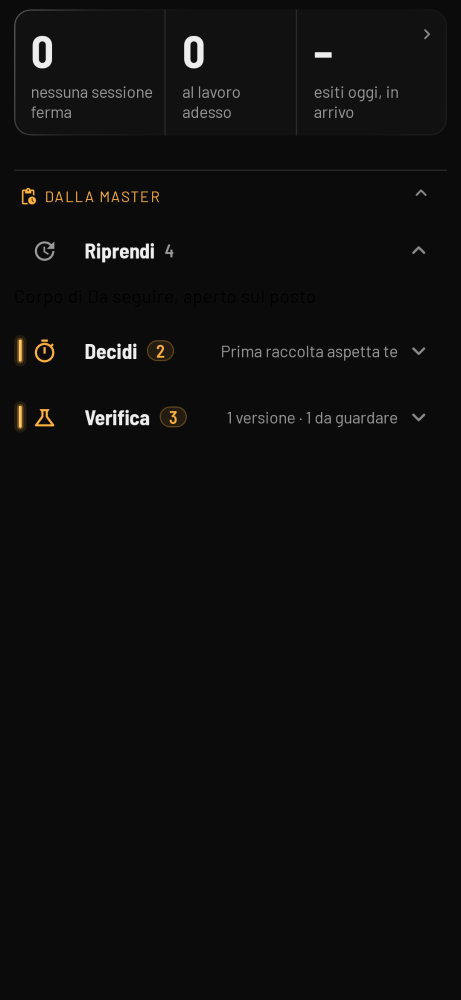 0
nessuna sessione
ferma
0
al lavoro
adesso
–
esiti oggi, in
arrivo
DALLA MASTER
Riprendi 4
Corpo di Da seguire, aperto sul posto
Decidi 2 Prima raccolta aspetta te
Verifica 3 1 versione · 1 da guardare